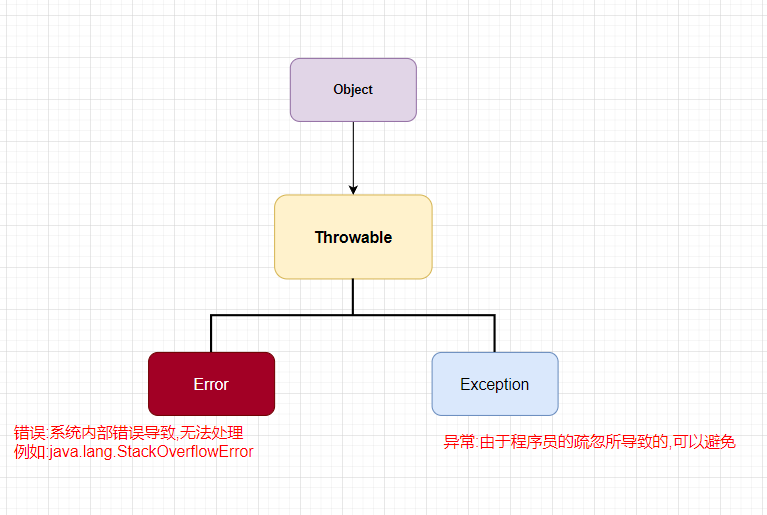 Object
Throwable
Error
Exception
错误:系统内部错误导致,无法处理
例如:java.lang.StackOverflowError
异常:由于程序员的疏忽所导致的,可以避免